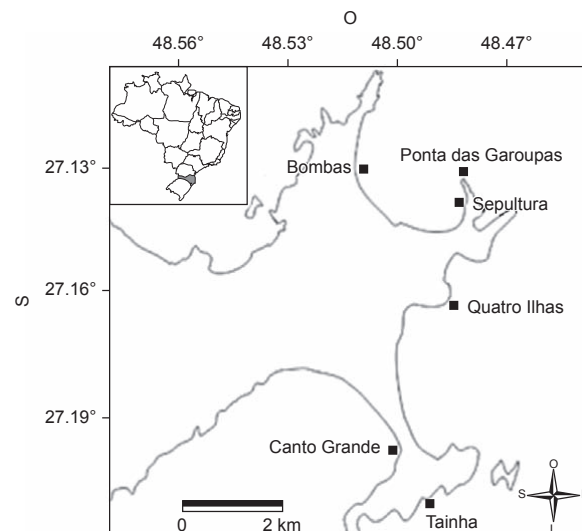 O
48.56° 48.53° 48.50° 48.47°
27.13°
Bombas
Ponta das Garoupas
Sepultura
S
27.16°
Quatro Ilhas
27.19°
Canto Grande
O
S
0 2 km
Tainha
L